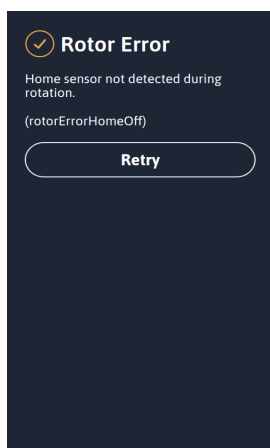 Rotor Error
Home sensor not detected during
rotation.
(rotorErrorHomeOff)
Retry